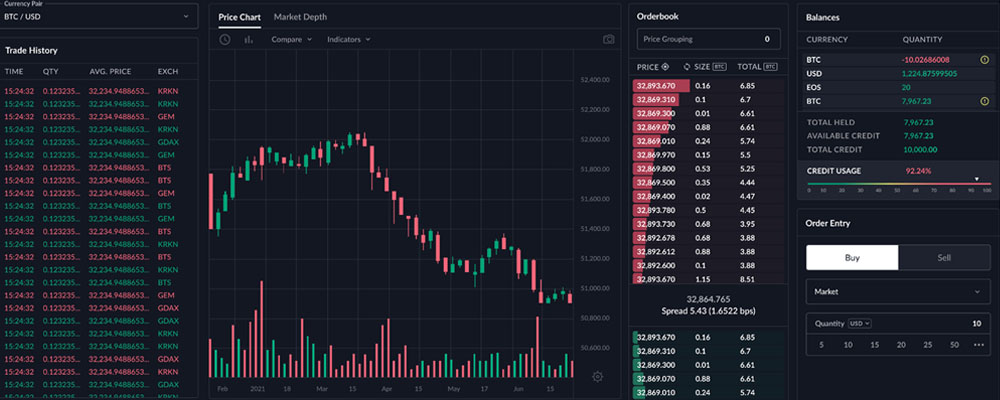 Currency Pair
BTC / USD
Trade History
TIME QTY AVG. PRICE EXCH
15:24:32 0.123235... 32,234.9488653... KRKN
15:24:32 0.123235... 32,234.9488653... KRKN
15:24:32 0.123235... 32,234.9488653... GEM
15:24:32 0.123235... 32,234.9488653... KRKN
15:24:32 0.123235... 32,234.9488653... GDAX
15:24:32 0.123235... 32,234.9488653... GEM
15:24:32 0.123235... 32,234.9488653... BTS
15:24:32 0.123235... 32,234.9488653... BTS
15:24:32 0.123235... 32,234.9488653... GEM
15:24:32 0.123235... 32,234.9488653... BTS
15:24:32 0.123235... 32,234.9488653... GEM
15:24:32 0.123235... 32,234.9488653... BTS
15:24:32 0.123235... 32,234.9488653... KRKN
15:24:32 0.123235... 32,234.9488653... BTS
15:24:32 0.123235... 32,234.9488653... KRKN
15:24:32 0.123235... 32,234.9488653... BTS
15:24:32 0.123235... 32,234.9488653... GEM
15:24:32 0.123235... 32,234.9488653... GDAX
15:24:32 0.123235... 32,234.9488653... GDAX
15:24:32 0.123235... 32,234.9488653... KRKN
15:24:32 0.123235... 32,234.9488653... KRKN
15:24:32 0.123235... 32,234.9488653... GDAX
15:24:32 0.123235... 32,234.9488653... KRKN
15:24:32 0.123235... 32,234.9488653... GDAX
15:24:32 0.123235... 32,234.9488653... KRKN
Price Chart Market Depth
Compare Indicators
52,400.00
52,200.00
52,000.00
51,800.00
51,600.00
51,400.00
51,200.00
51,000.00
50,800.00
50,600.00
Feb 2021 18 Mar 15 Apr 15 May 17 Jun 15
Orderbook
Price Grouping 0
PRICE SIZE BTC TOTAL BTC
32,893.670 0.16 6.85
32,869.310 0.1 6.7
32,869.300 0.01 6.61
32,869.070 0.88 6.61
32,869.010 0.24 5.74
32,869.970 0.15 5.5
32,869.800 0.53 5.25
32,869.500 0.35 4.44
32,869.400 0.02 4.47
32,893.780 0.5 4.45
32,893.730 0.68 3.95
32,892.678 0.68 3.88
32,892.612 0.88 3.88
32,892.600 0.1 3.88
32,893.670 1.15 8.51
32,864.765
Spread 5.43 (1.6522 bps)
32,893.670 0.16 6.85
32,869.310 0.1 6.7
32,869.300 0.01 6.61
32,869.070 0.88 6.61
32,869.010 0.24 5.74
Balances
CURRENCY QUANTITY
BTC -10.02686008
USD 1,224.87599505
EOS 20
BTC 7,967.23
TOTAL HELD 7,967.23
AVAILABLE CREDIT 7,967.23
TOTAL CREDIT 10,000.00
CREDIT USAGE 92.24%
0 10 20 30 40 50 60 70 80 90 100
Order Entry
Buy Sell
Market
Quantity USD 10
5 10 15 20 25 50 •••